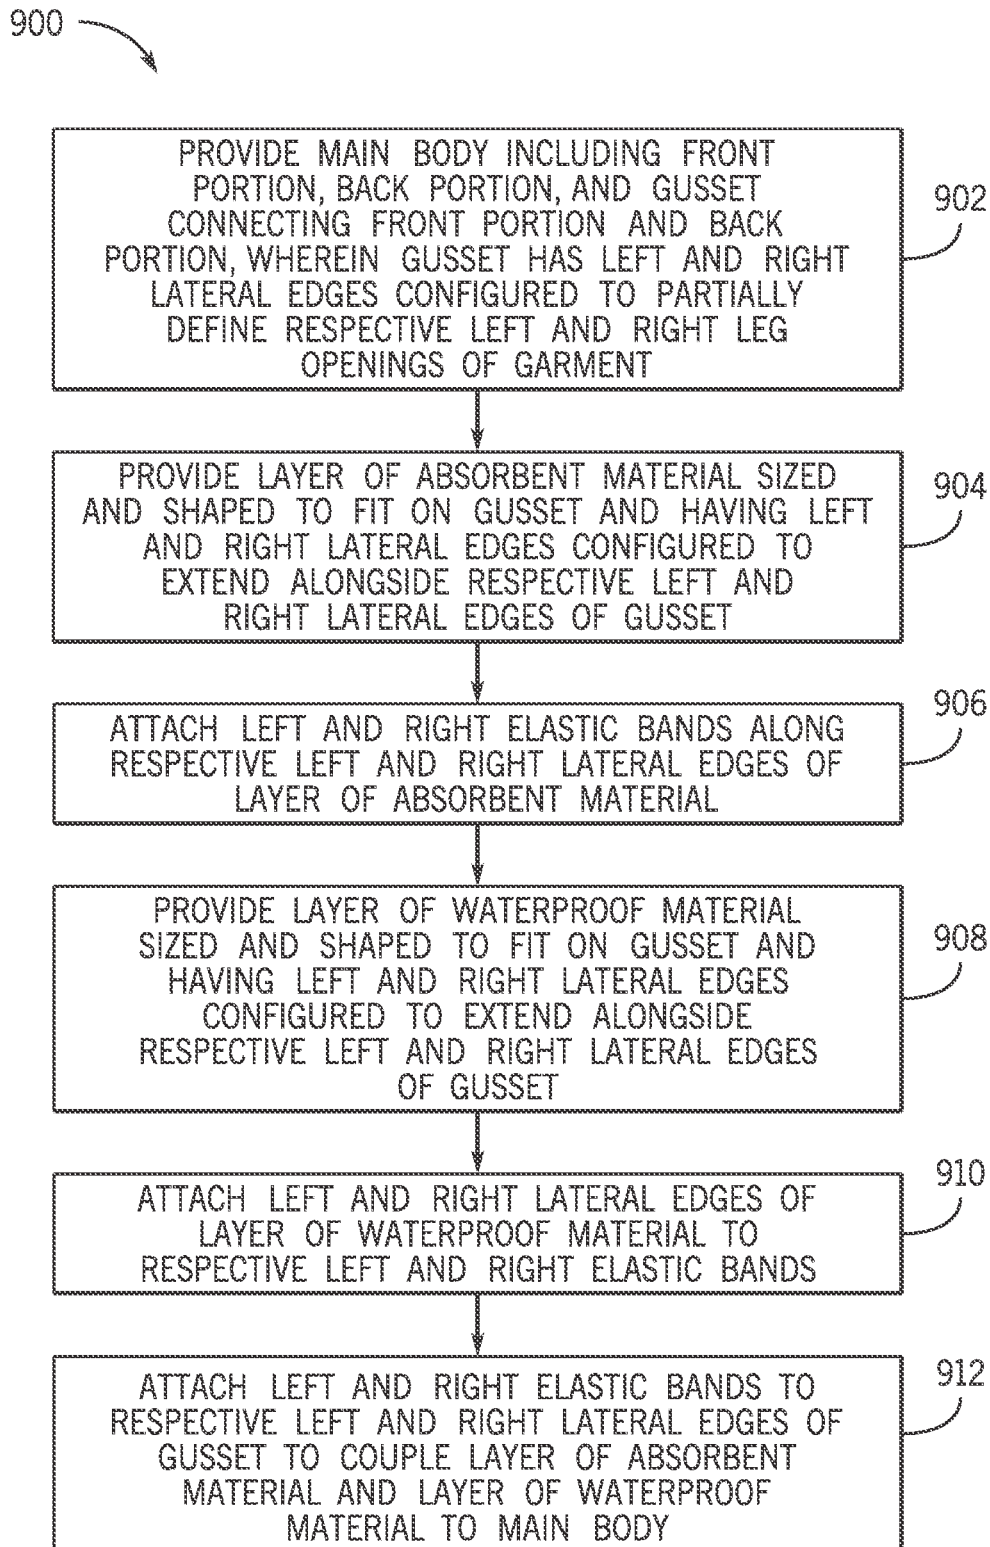 900
PROVIDE MAIN BODY INCLUDING FRONT
PORTION, BACK PORTION, AND GUSSET
CONNECTING FRONT PORTION AND BACK
PORTION, WHEREIN GUSSET HAS LEFT AND RIGHT
LATERAL EDGES CONFIGURED TO PARTIALLY
DEFINE RESPECTIVE LEFT AND RIGHT LEG
OPENINGS OF GARMENT
902
PROVIDE LAYER OF ABSORBENT MATERIAL SIZED
AND SHAPED TO FIT ON GUSSET AND HAVING LEFT
AND RIGHT LATERAL EDGES CONFIGURED TO
EXTEND ALONGSIDE RESPECTIVE LEFT AND
RIGHT LATERAL EDGES OF GUSSET
904
ATTACH LEFT AND RIGHT ELASTIC BANDS ALONG
RESPECTIVE LEFT AND RIGHT LATERAL EDGES OF
LAYER OF ABSORBENT MATERIAL
906
PROVIDE LAYER OF WATERPROOF MATERIAL
SIZED AND SHAPED TO FIT ON GUSSET AND
HAVING LEFT AND RIGHT LATERAL EDGES
CONFIGURED TO EXTEND ALONGSIDE
RESPECTIVE LEFT AND RIGHT LATERAL EDGES
OF GUSSET
908
ATTACH LEFT AND RIGHT LATERAL EDGES OF
LAYER OF WATERPROOF MATERIAL TO
RESPECTIVE LEFT AND RIGHT ELASTIC BANDS
910
ATTACH LEFT AND RIGHT ELASTIC BANDS TO
RESPECTIVE LEFT AND RIGHT LATERAL EDGES OF
GUSSET TO COUPLE LAYER OF ABSORBENT
MATERIAL AND LAYER OF WATERPROOF
MATERIAL TO MAIN BODY
912